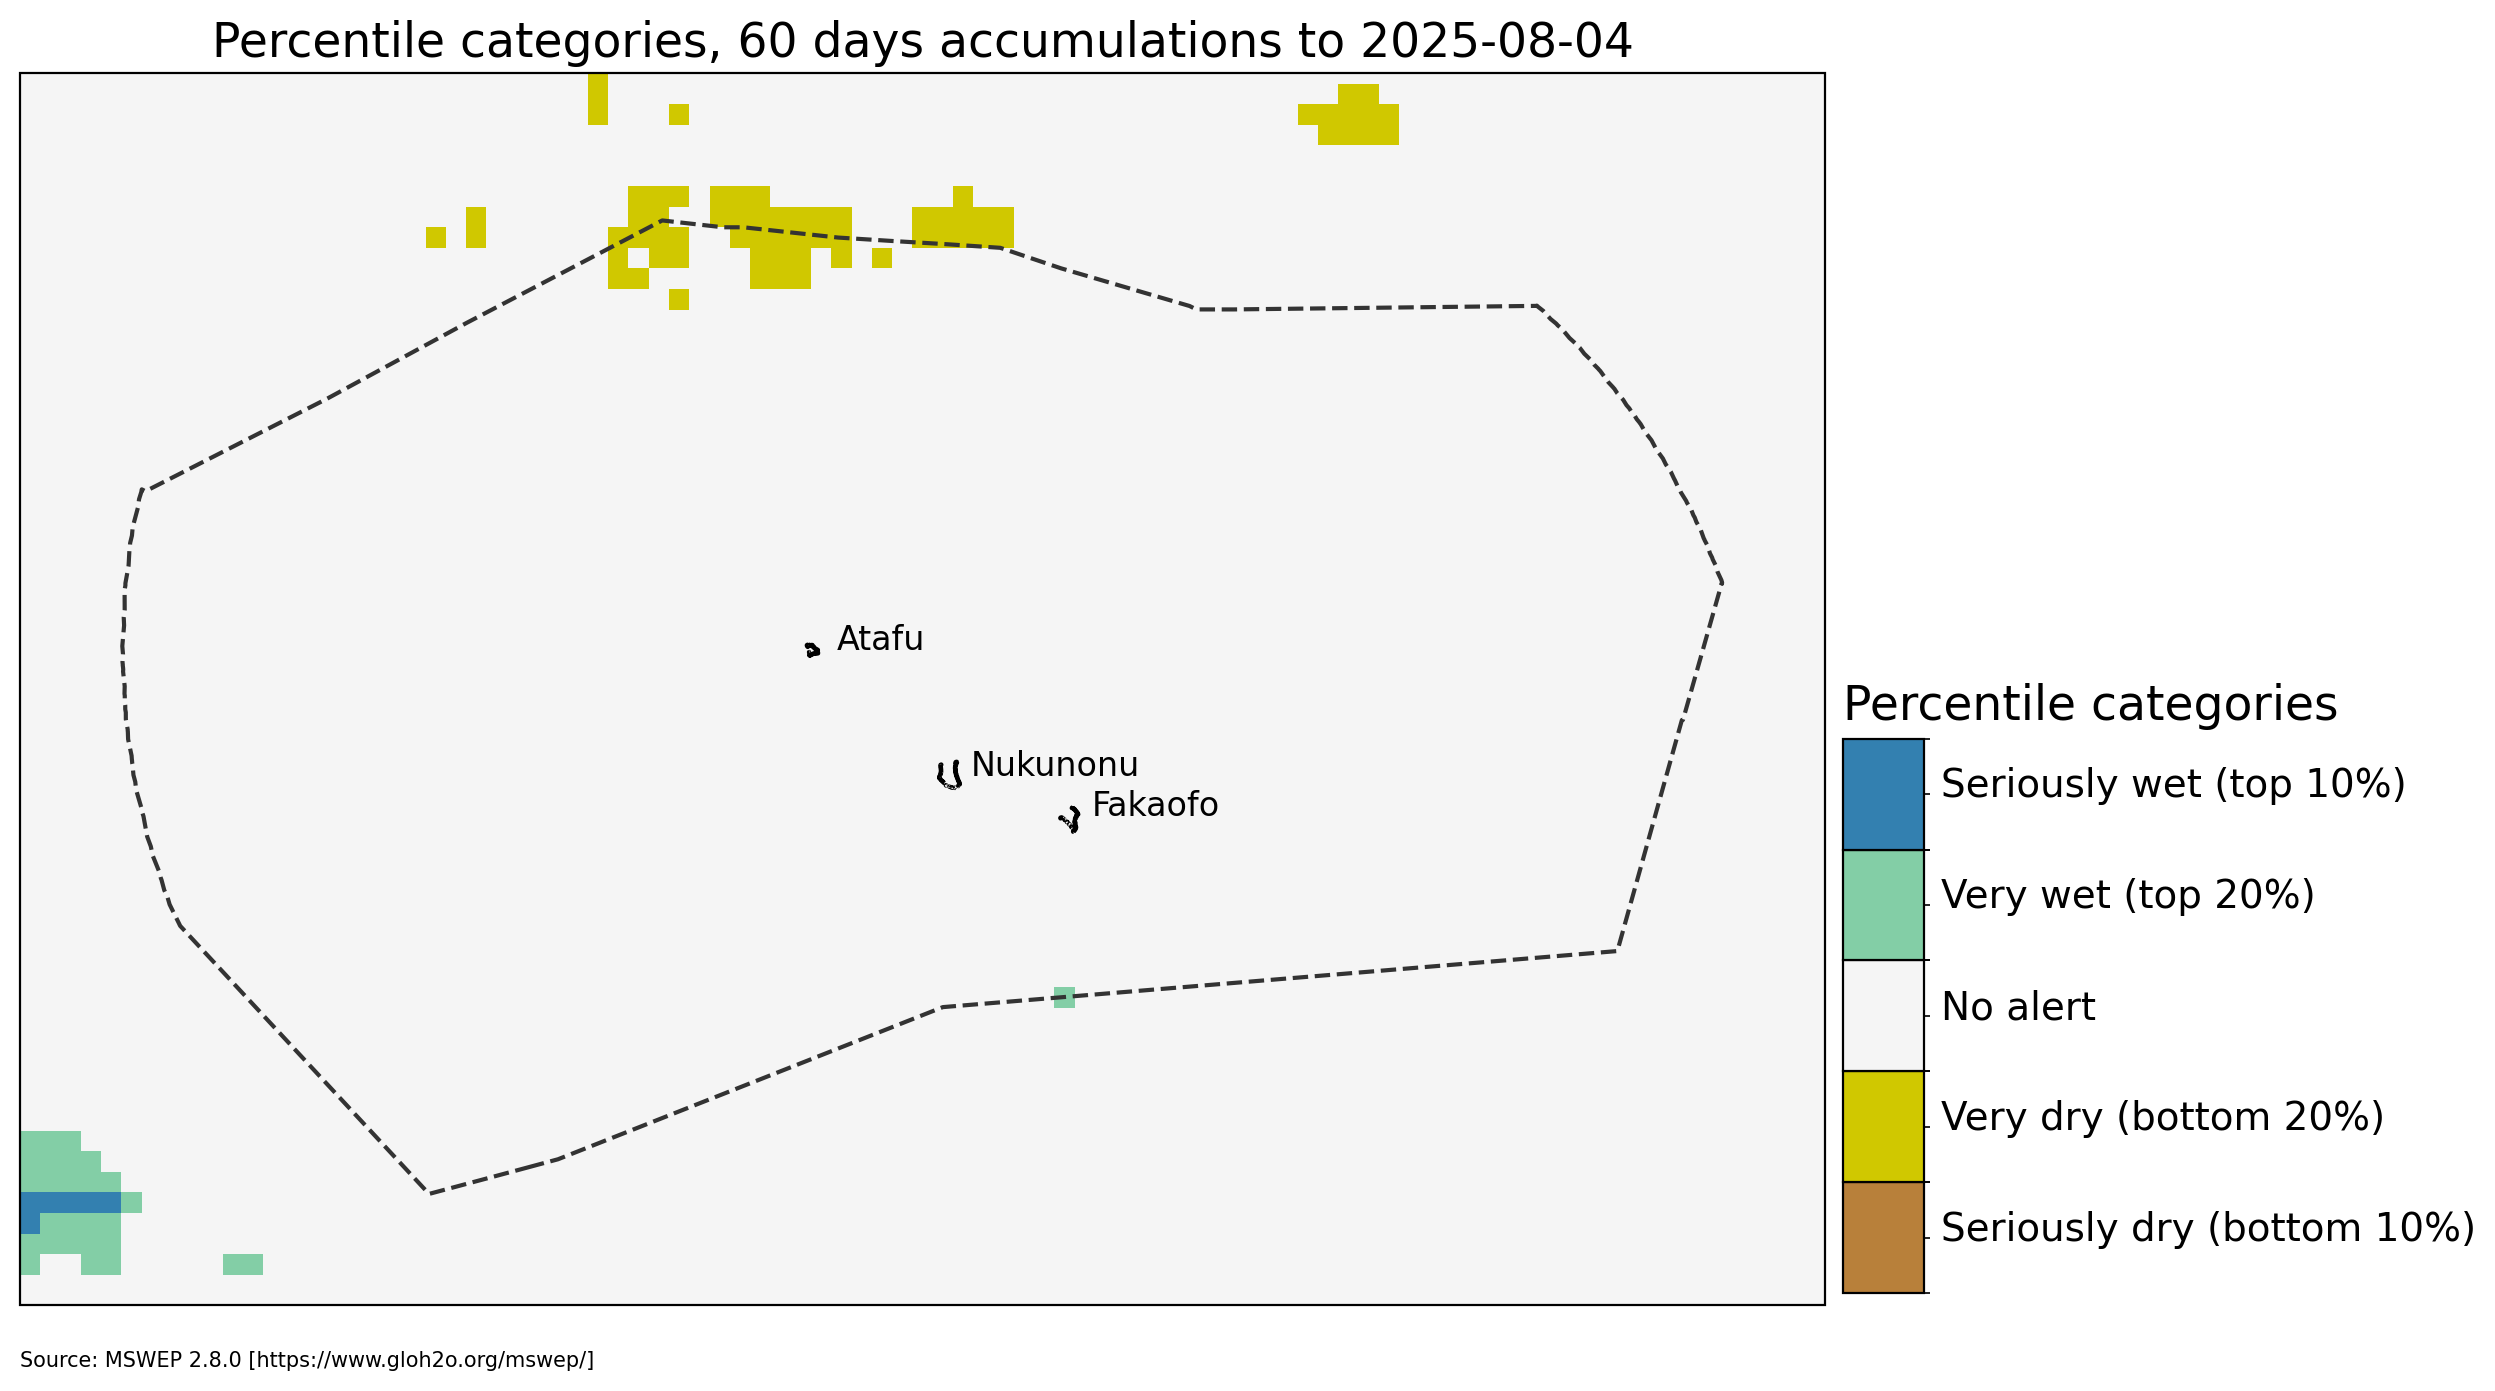 Percentile categories, 60 days accumulations to 2025-08-04
Atafu
Nukunonu
Fakaofo
Percentile categories
Seriously wet (top 10%)
Very wet (top 20%)
No alert
Very dry (bottom 20%)
Seriously dry (bottom 10%)
Source: MSWEP 2.8.0 [https://www.gloh2o.org/mswep/]